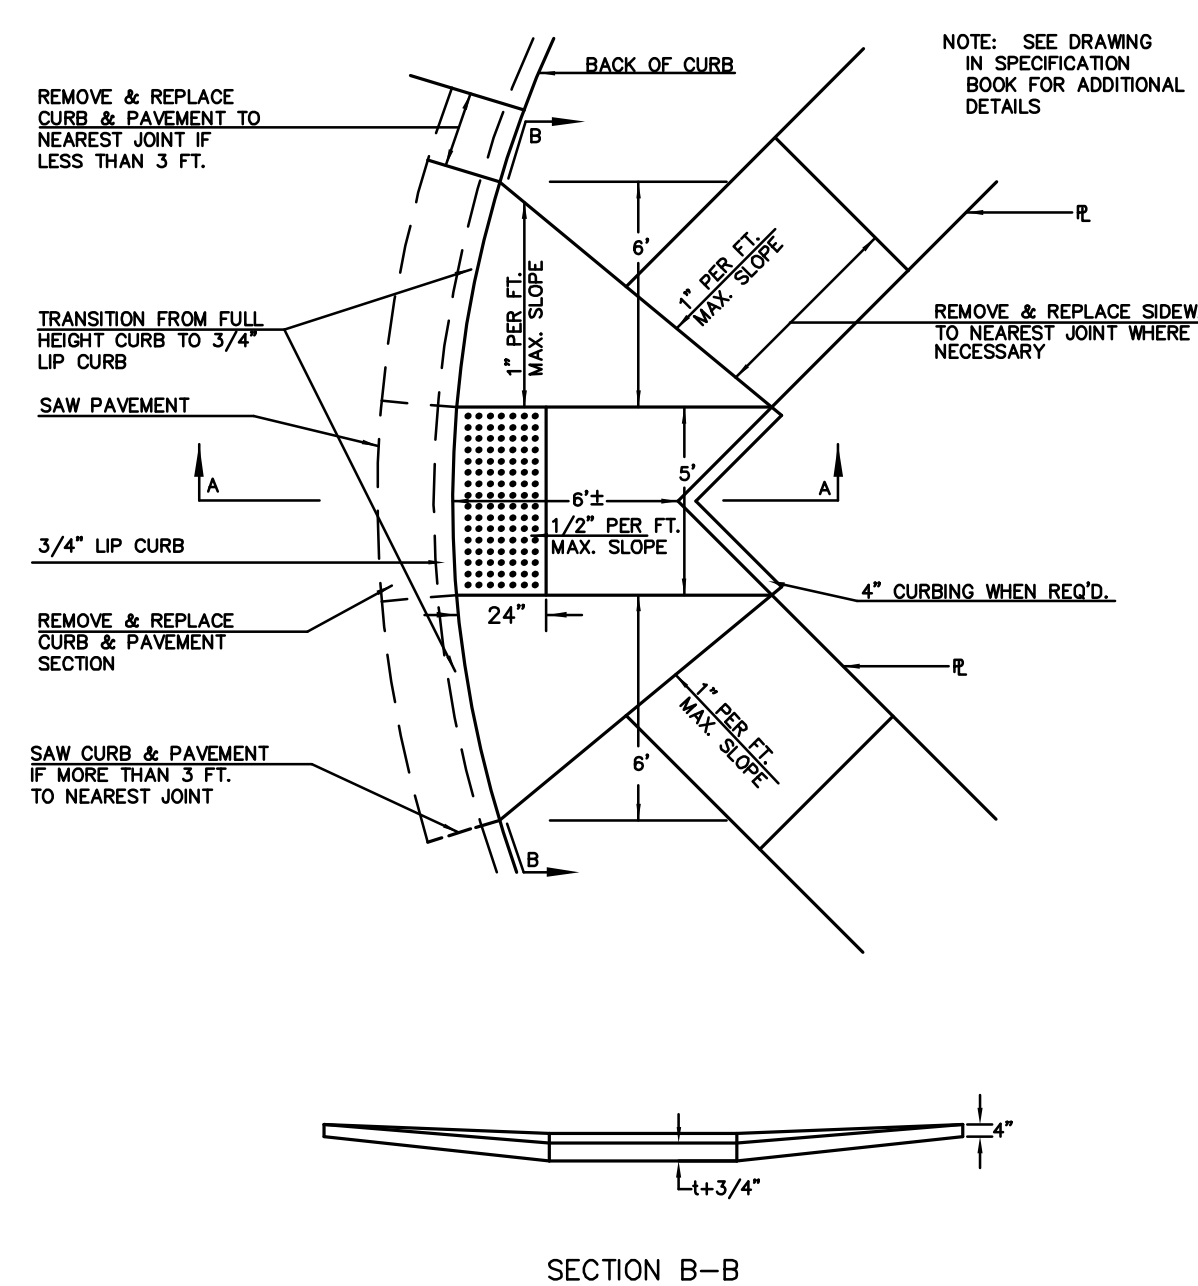 NOTE: SEE DRAWING
IN SPECIFICATION
BOOK FOR ADDITIONAL
DETAILS
BACK OF CURB
REMOVE & REPLACE
CURB & PAVEMENT TO
NEAREST JOINT IF
LESS THAN 3 FT.
B
PL
6'
1" PER FT.
MAX. SLOPE
1" PER FT.
MAX. SLOPE
REMOVE & REPLACE SIDEW
TO NEAREST JOINT WHERE
NECESSARY
TRANSITION FROM FULL
HEIGHT CURB TO 3/4"
LIP CURB
SAW PAVEMENT
A
5'
A
6'±
1/2" PER FT.
MAX. SLOPE
3/4" LIP CURB
4" CURBING WHEN REQ'D.
24"
REMOVE & REPLACE
CURB & PAVEMENT
SECTION
PL
1" PER FT.
MAX. SLOPE
SAW CURB & PAVEMENT
IF MORE THAN 3 FT.
TO NEAREST JOINT
6'
B
4"
t+3/4"
SECTION B-B